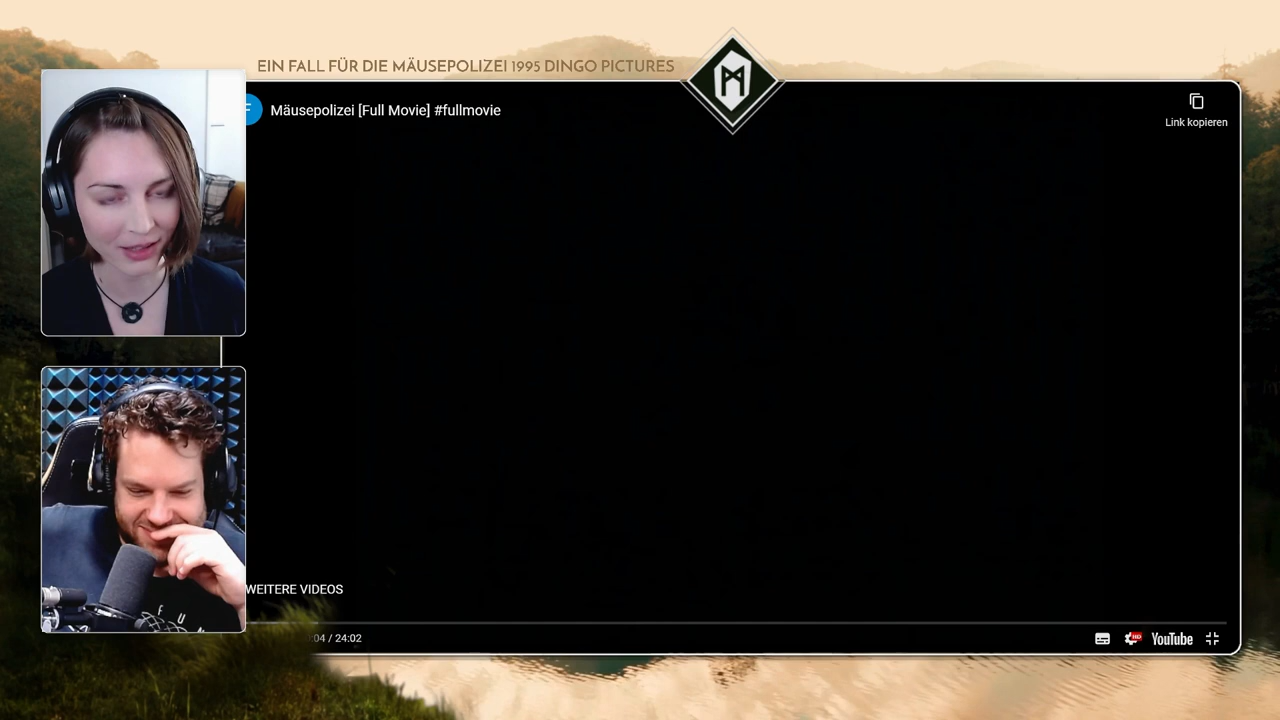 EIN FALL FÜR DIE MÄUSEPOLIZEI 1995 DINGO PICTURES
Mäusepolizei [Full Movie] #fullmovie
Link kopieren
WEITERE VIDEOS
:04 / 24:02
HD
YouTube
F U N